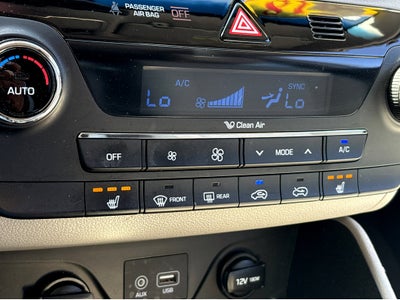 PASSENGER
AIR BAG OFF
A/C SYNC
Lo Lo
AUTO
Clean Air
OFF MODE A/C
FRONT REAR
AUX USB 12V 180W